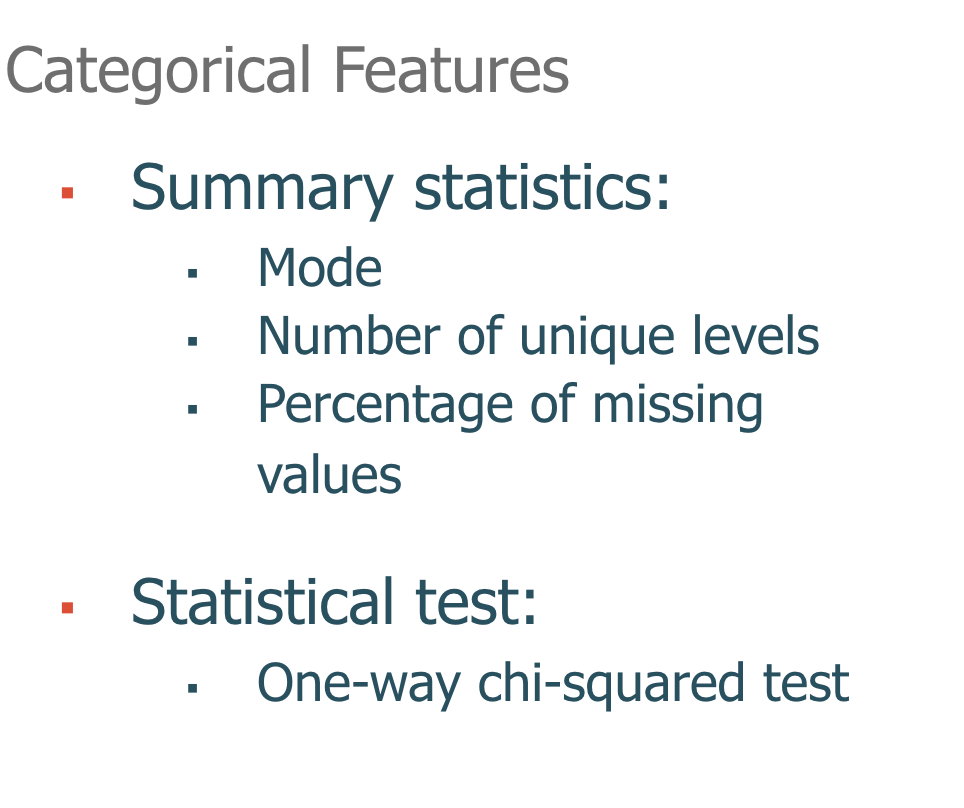 Categorical Features
▪ Summary statistics:
▪ Mode
▪ Number of unique levels
▪ Percentage of missing
values
▪ Statistical test:
▪ One-way chi-squared test